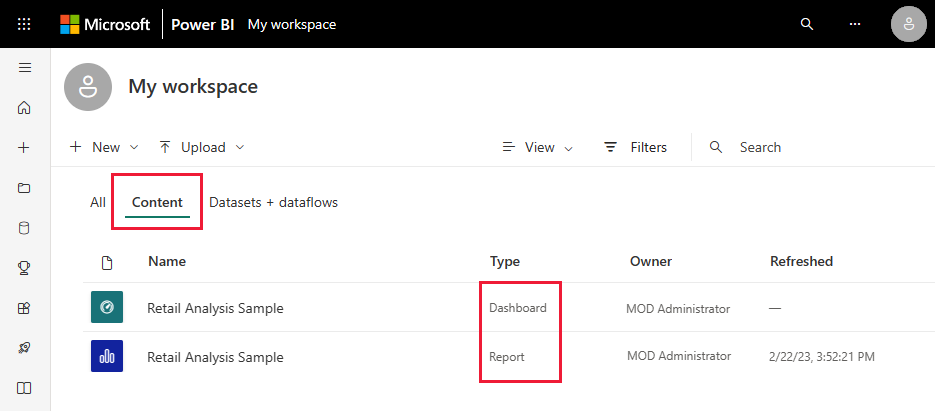 Microsoft Power BI My workspace
My workspace
New Upload View Filters Search
All Content Datasets + dataflows
Name Type Owner Refreshed
Retail Analysis Sample Dashboard MOD Administrator —
Retail Analysis Sample Report MOD Administrator 2/22/23, 3:52:21 PM